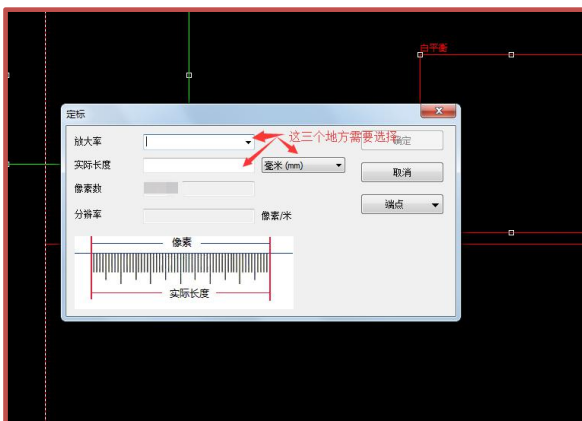 白平衡
定标
放大率
这三个地方需要选择
确定
实际长度
毫米 (mm)
取消
像素数
端点
分辨率
像素/米
像素
实际长度